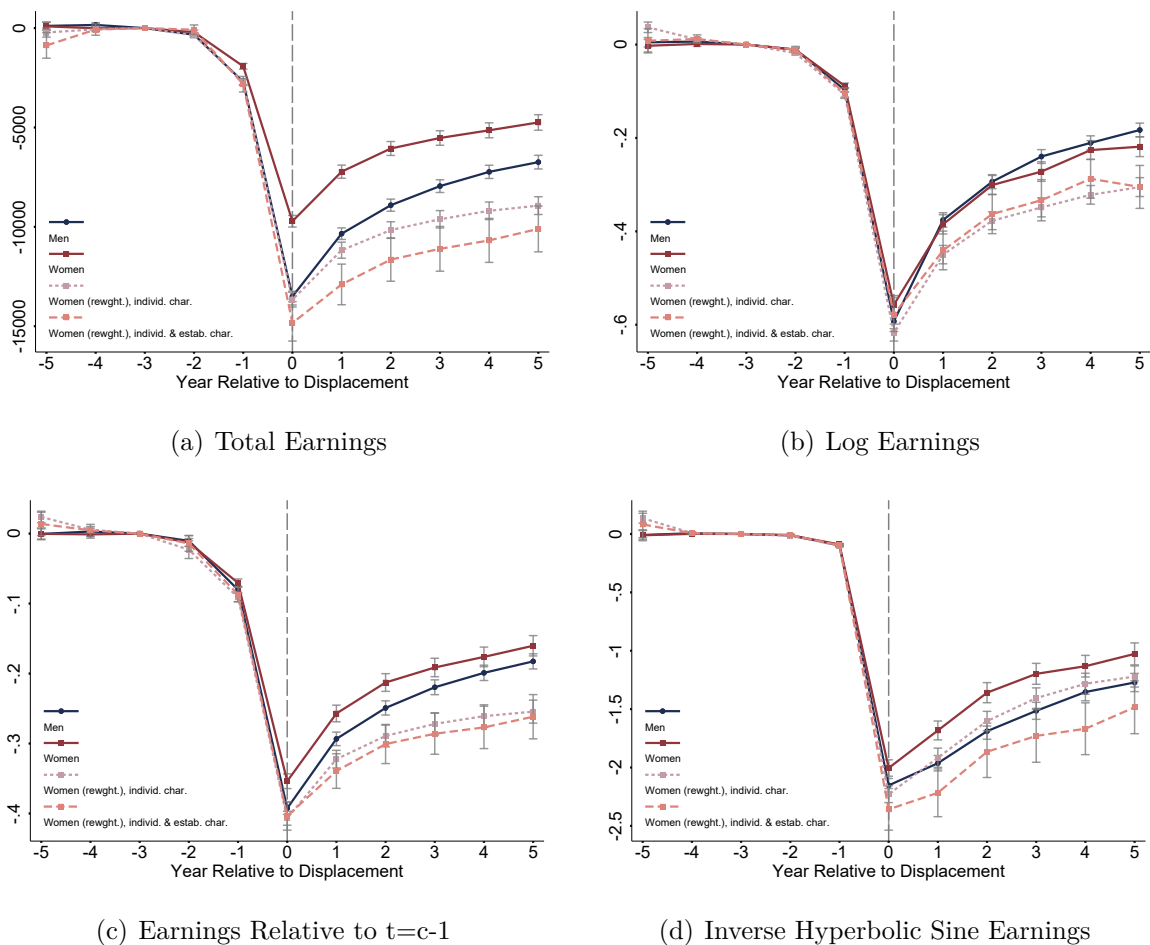 0
-5000
-10000
-15000
Men
Women
Women (rewght.), individ. char.
Women (rewght.), individ. & estab. char.
-5 -4 -3 -2 -1 0 1 2 3 4 5
Year Relative to Displacement
(a) Total Earnings
0
-.2
-.4
-.6
Men
Women
Women (rewght.), individ. char.
Women (rewght.), individ. & estab. char.
-5 -4 -3 -2 -1 0 1 2 3 4 5
Year Relative to Displacement
(b) Log Earnings
0
-.1
-.2
-.3
-.4
Men
Women
Women (rewght.), individ. char.
Women (rewght.), individ. & estab. char.
-5 -4 -3 -2 -1 0 1 2 3 4 5
Year Relative to Displacement
(c) Earnings Relative to t=c-1
0
-.5
-1
-1.5
-2
-2.5
Men
Women
Women (rewght.), individ. char.
Women (rewght.), individ. & estab. char.
-5 -4 -3 -2 -1 0 1 2 3 4 5
Year Relative to Displacement
(d) Inverse Hyperbolic Sine Earnings